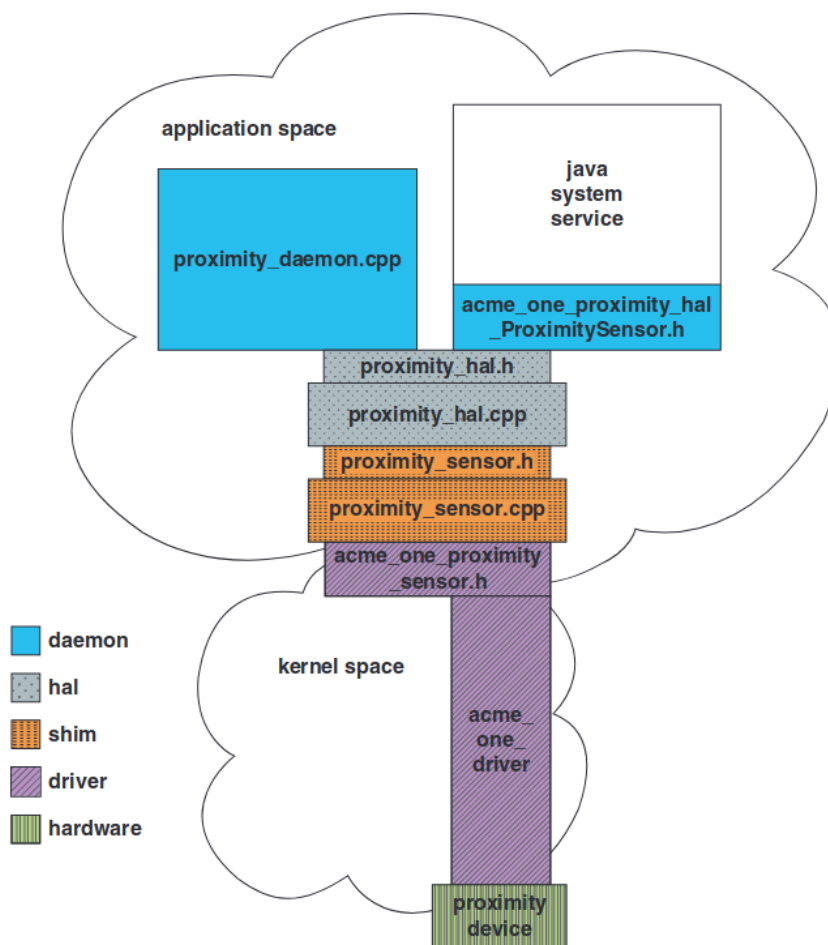 application space
java
system
service
proximity_daemon.cpp
acme_one_proximity_hal
_ProximitySensor.h
proximity_hal.h
proximity_hal.cpp
proximity_sensor.h
proximity_sensor.cpp
acme_one_proximity
_sensor.h
kernel space
acme_
one_
driver
daemon
hal
shim
driver
hardware
proximity
device